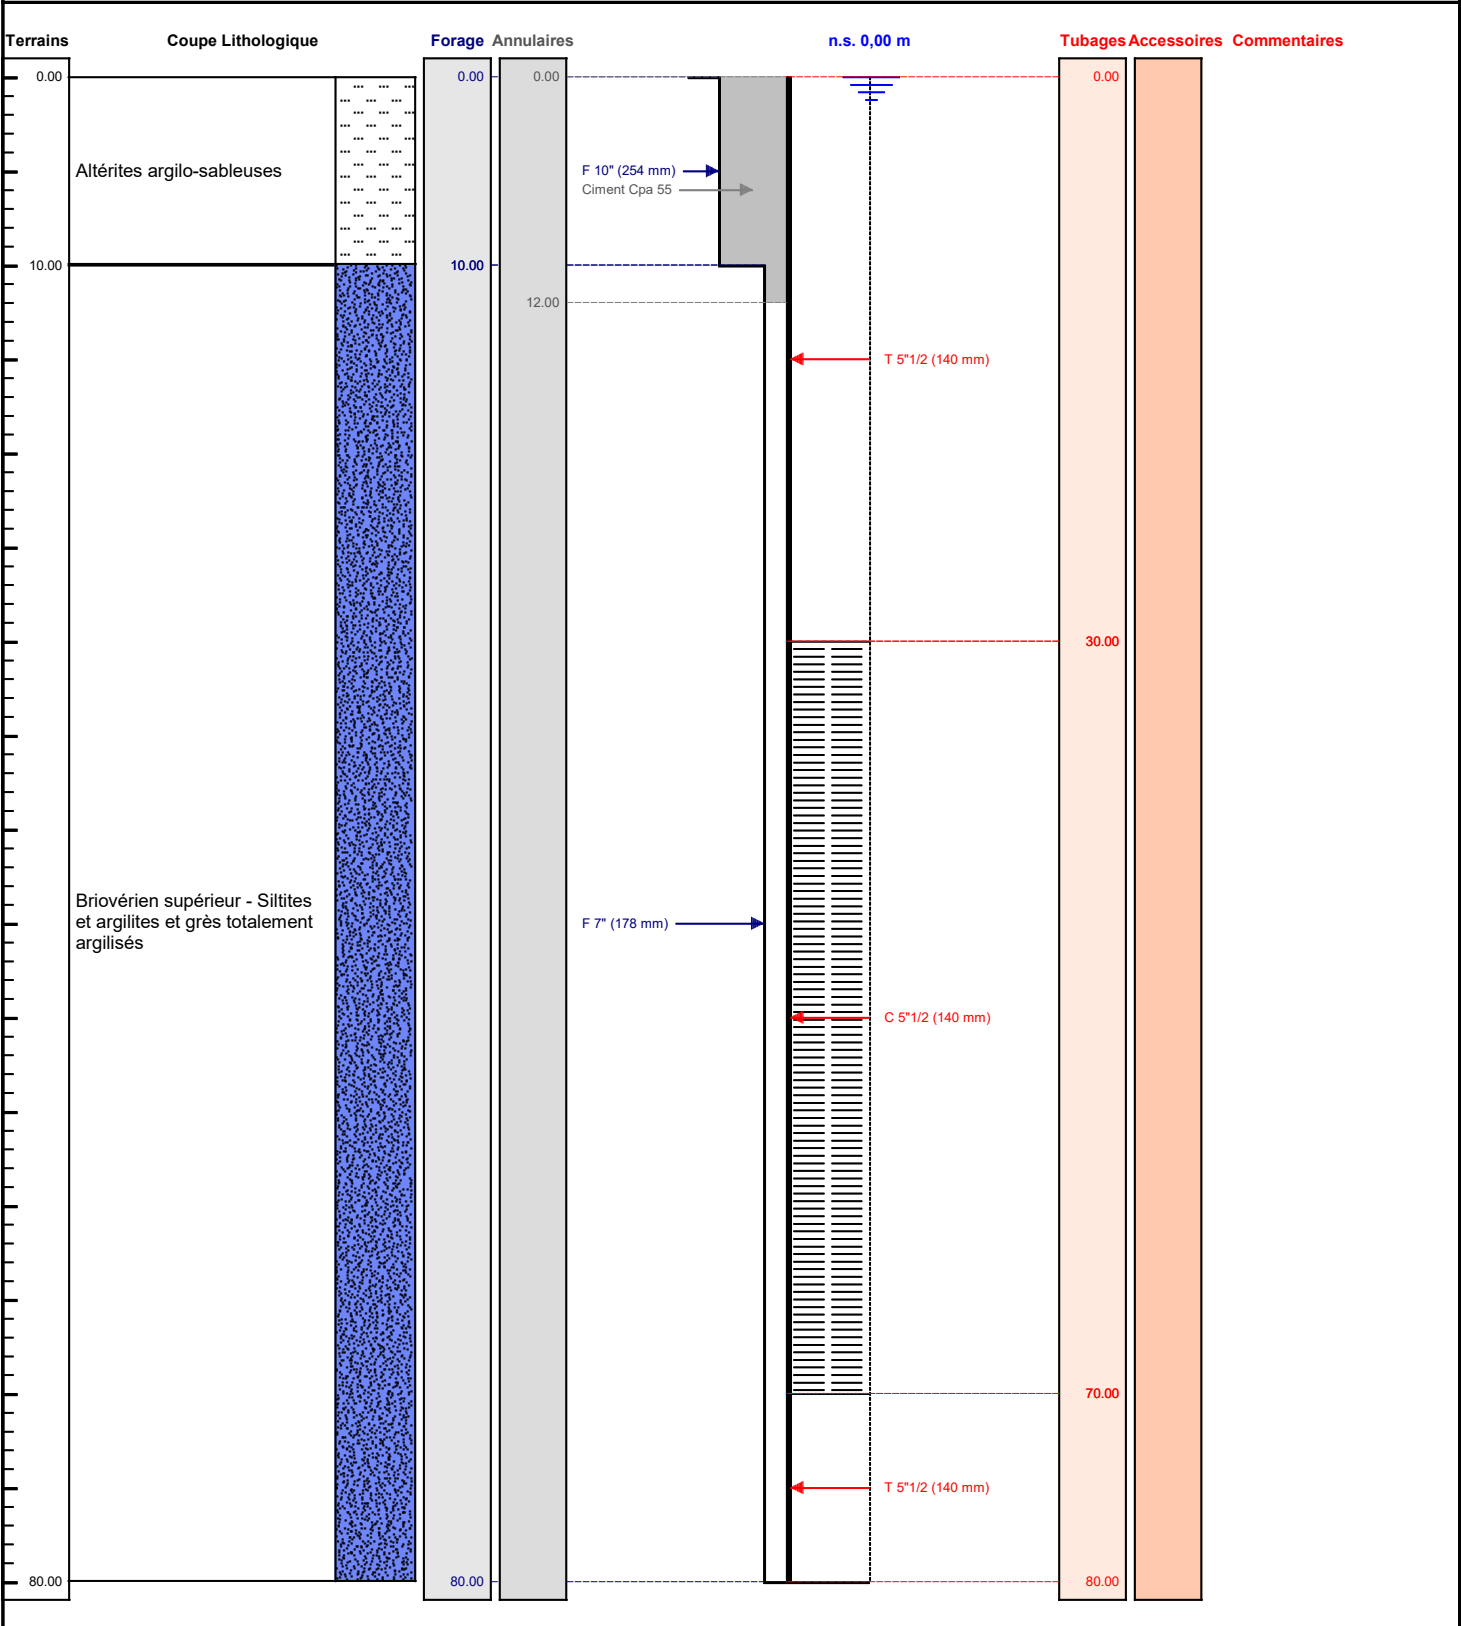 Terrains Coupe Lithologique Forage Annulaires n.s. 0,00 m Tubages Accessoires Commentaires
0.00 0.00 0.00 0.00
Altérites argilo-sableuses
F 10" (254 mm)
Ciment Cpa 55
10.00 10.00
12.00
T 5"1/2 (140 mm)
30.00
Briovérien supérieur - Siltites
et argilites et grès totalement
argilisés
F 7" (178 mm)
C 5"1/2 (140 mm)
70.00
T 5"1/2 (140 mm)
80.00 80.00 80.00